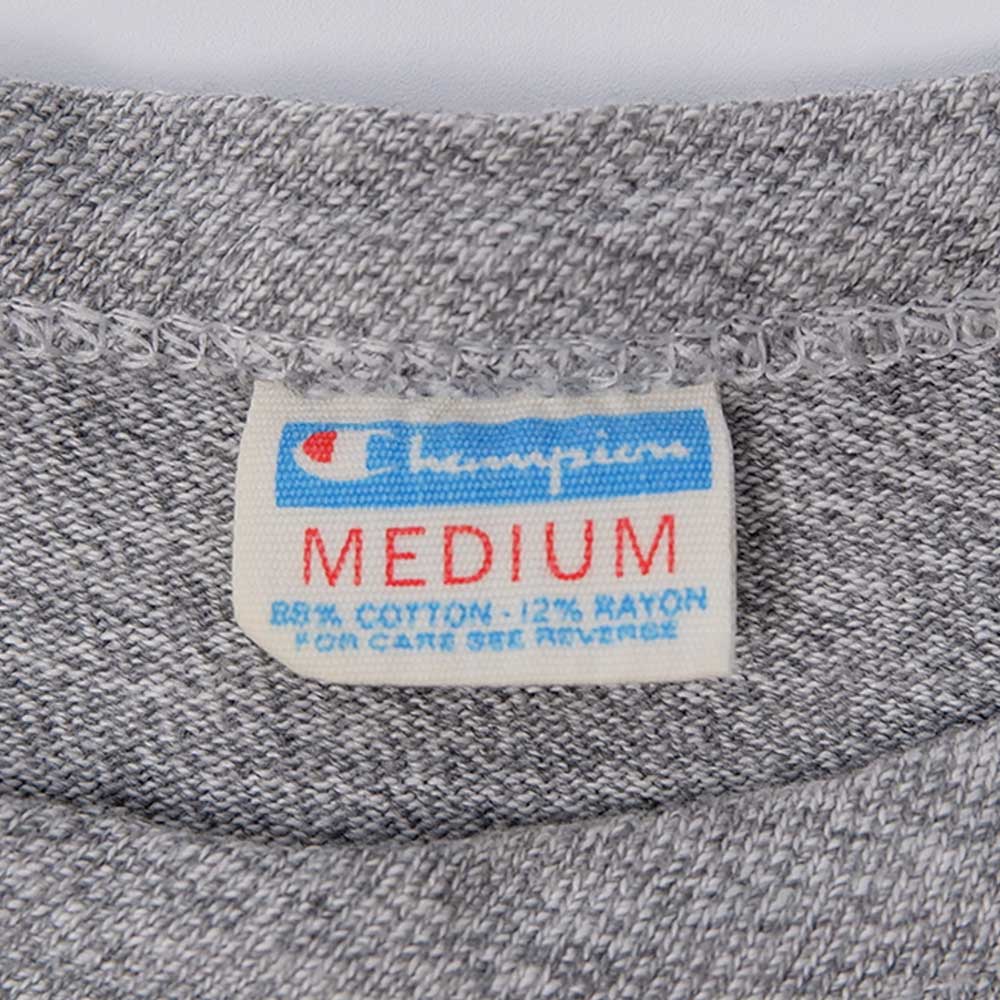 Champion
MEDIUM
88% COTTON - 12% RAYON
FOR CARE SEE REVERSE